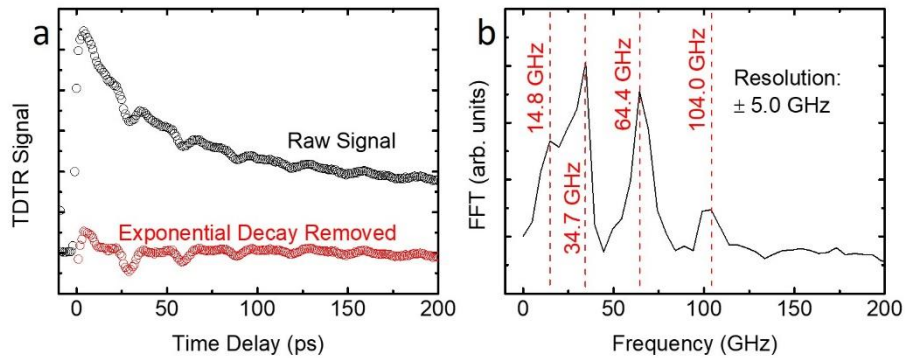 a
TDTR Signal
Raw Signal
Exponential Decay Removed
0
50
100
150
200
Time Delay (ps)
b
FFT (arb. units)
14.8 GHz
34.7 GHz
64.4 GHz
104.0 GHz
Resolution:
± 5.0 GHz
0
50
100
150
200
Frequency (GHz)